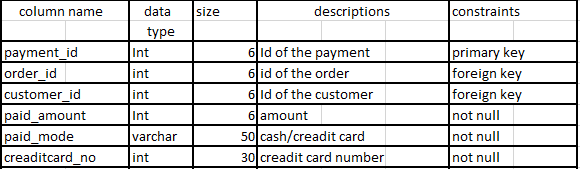 column name data type size descriptions constraints
payment_id Int 6 Id of the payment primary key
order_id int 6 id of the order foreign key
customer_id int 6 Id of the customer foreign key
paid_amount Int 6 amount not null
paid_mode varchar 50 cash/creadit card not null
creaditcard_no int 30 creadit card number not null